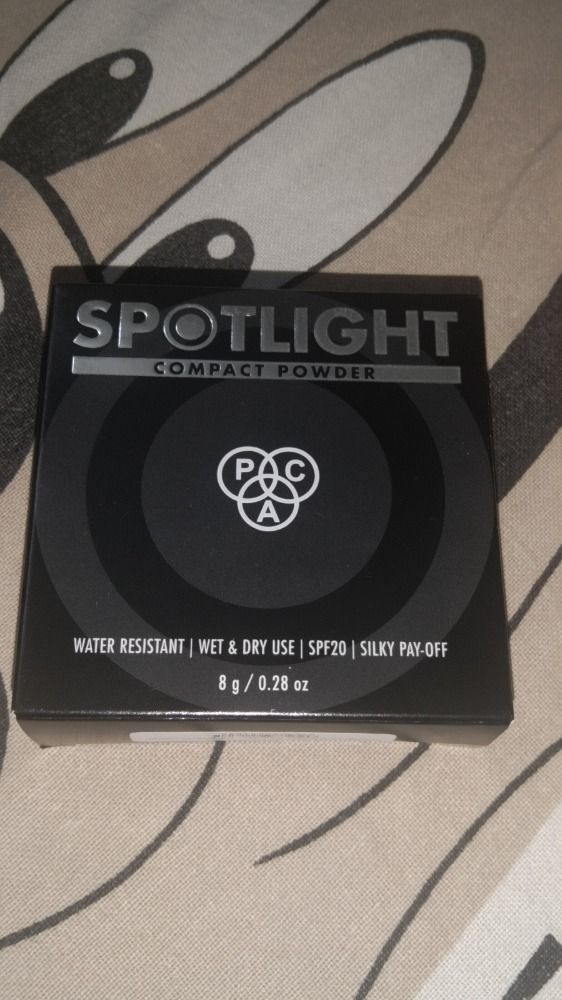 SPOTLIGHT
COMPACT POWDER
P C
A
WATER RESISTANT | WET & DRY USE | SPF20 | SILKY PAY-OFF
8 g / 0.28 oz